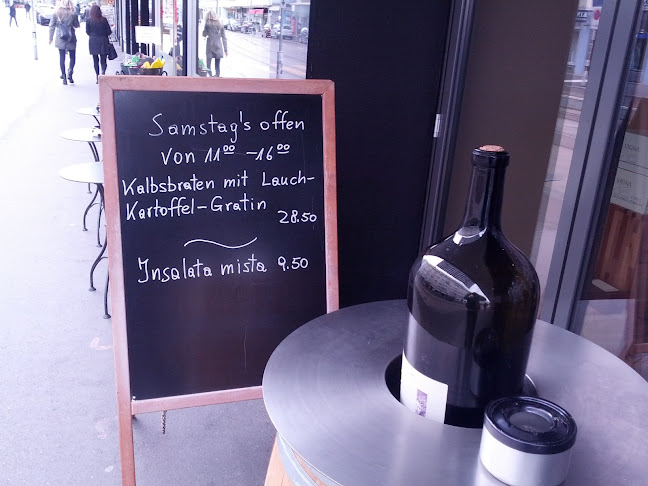 Samstag's offen
von 11⁰⁰ - 16⁰⁰
Kalbsbraten mit Lauch-
Kartoffel-Gratin
28.50
Insalata mista 9.50